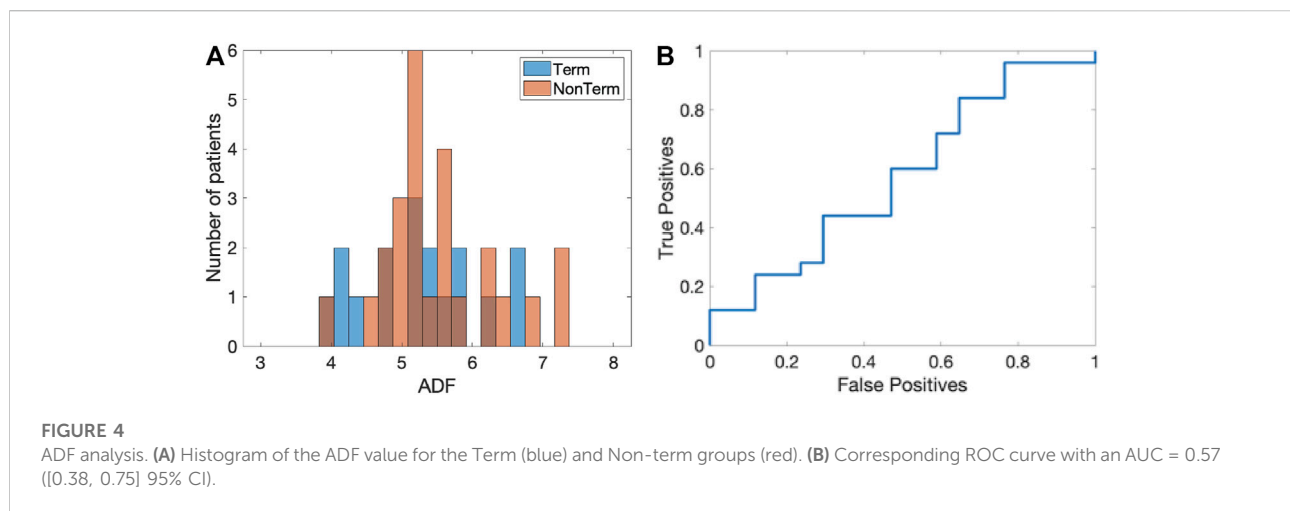 A
6
5
4
3
2
1
0
Number of patients
Term
NonTerm
3 4 5 6 7 8
ADF
B
1
0.8
0.6
0.4
0.2
0
True Positives
0 0.2 0.4 0.6 0.8 1
False Positives
FIGURE 4
ADF analysis. (A) Histogram of the ADF value for the Term (blue) and Non-term groups (red). (B) Corresponding ROC curve with an AUC = 0.57
([0.38, 0.75] 95% CI).